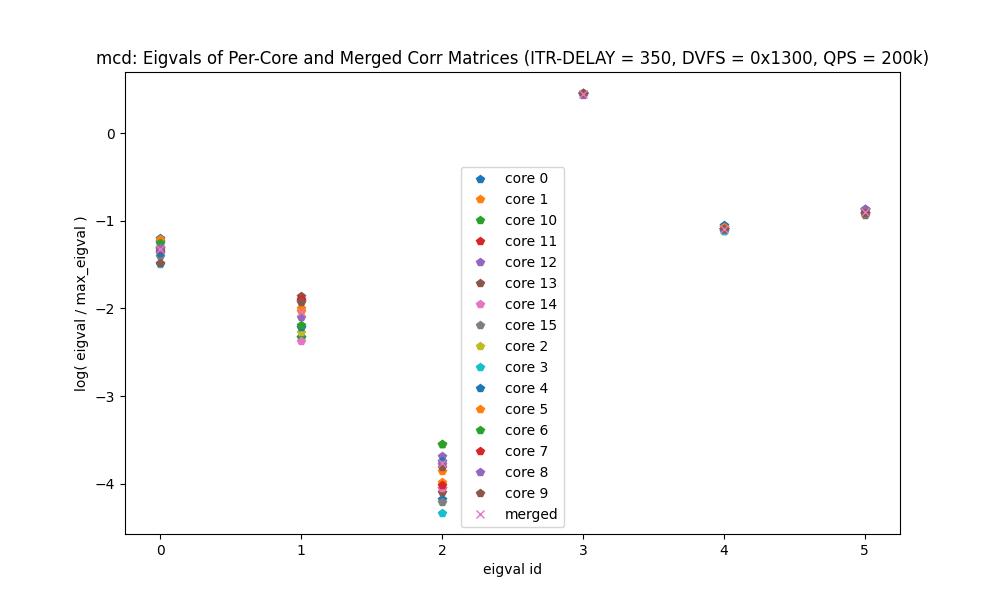 mcd: Eigvals of Per-Core and Merged Corr Matrices (ITR-DELAY = 350, DVFS = 0x1300, QPS = 200k)
log( eigval / max_eigval )
0
−1
−2
−3
−4
core 0
core 1
core 10
core 11
core 12
core 13
core 14
core 15
core 2
core 3
core 4
core 5
core 6
core 7
core 8
core 9
merged
0 1 2 3 4 5
eigval id